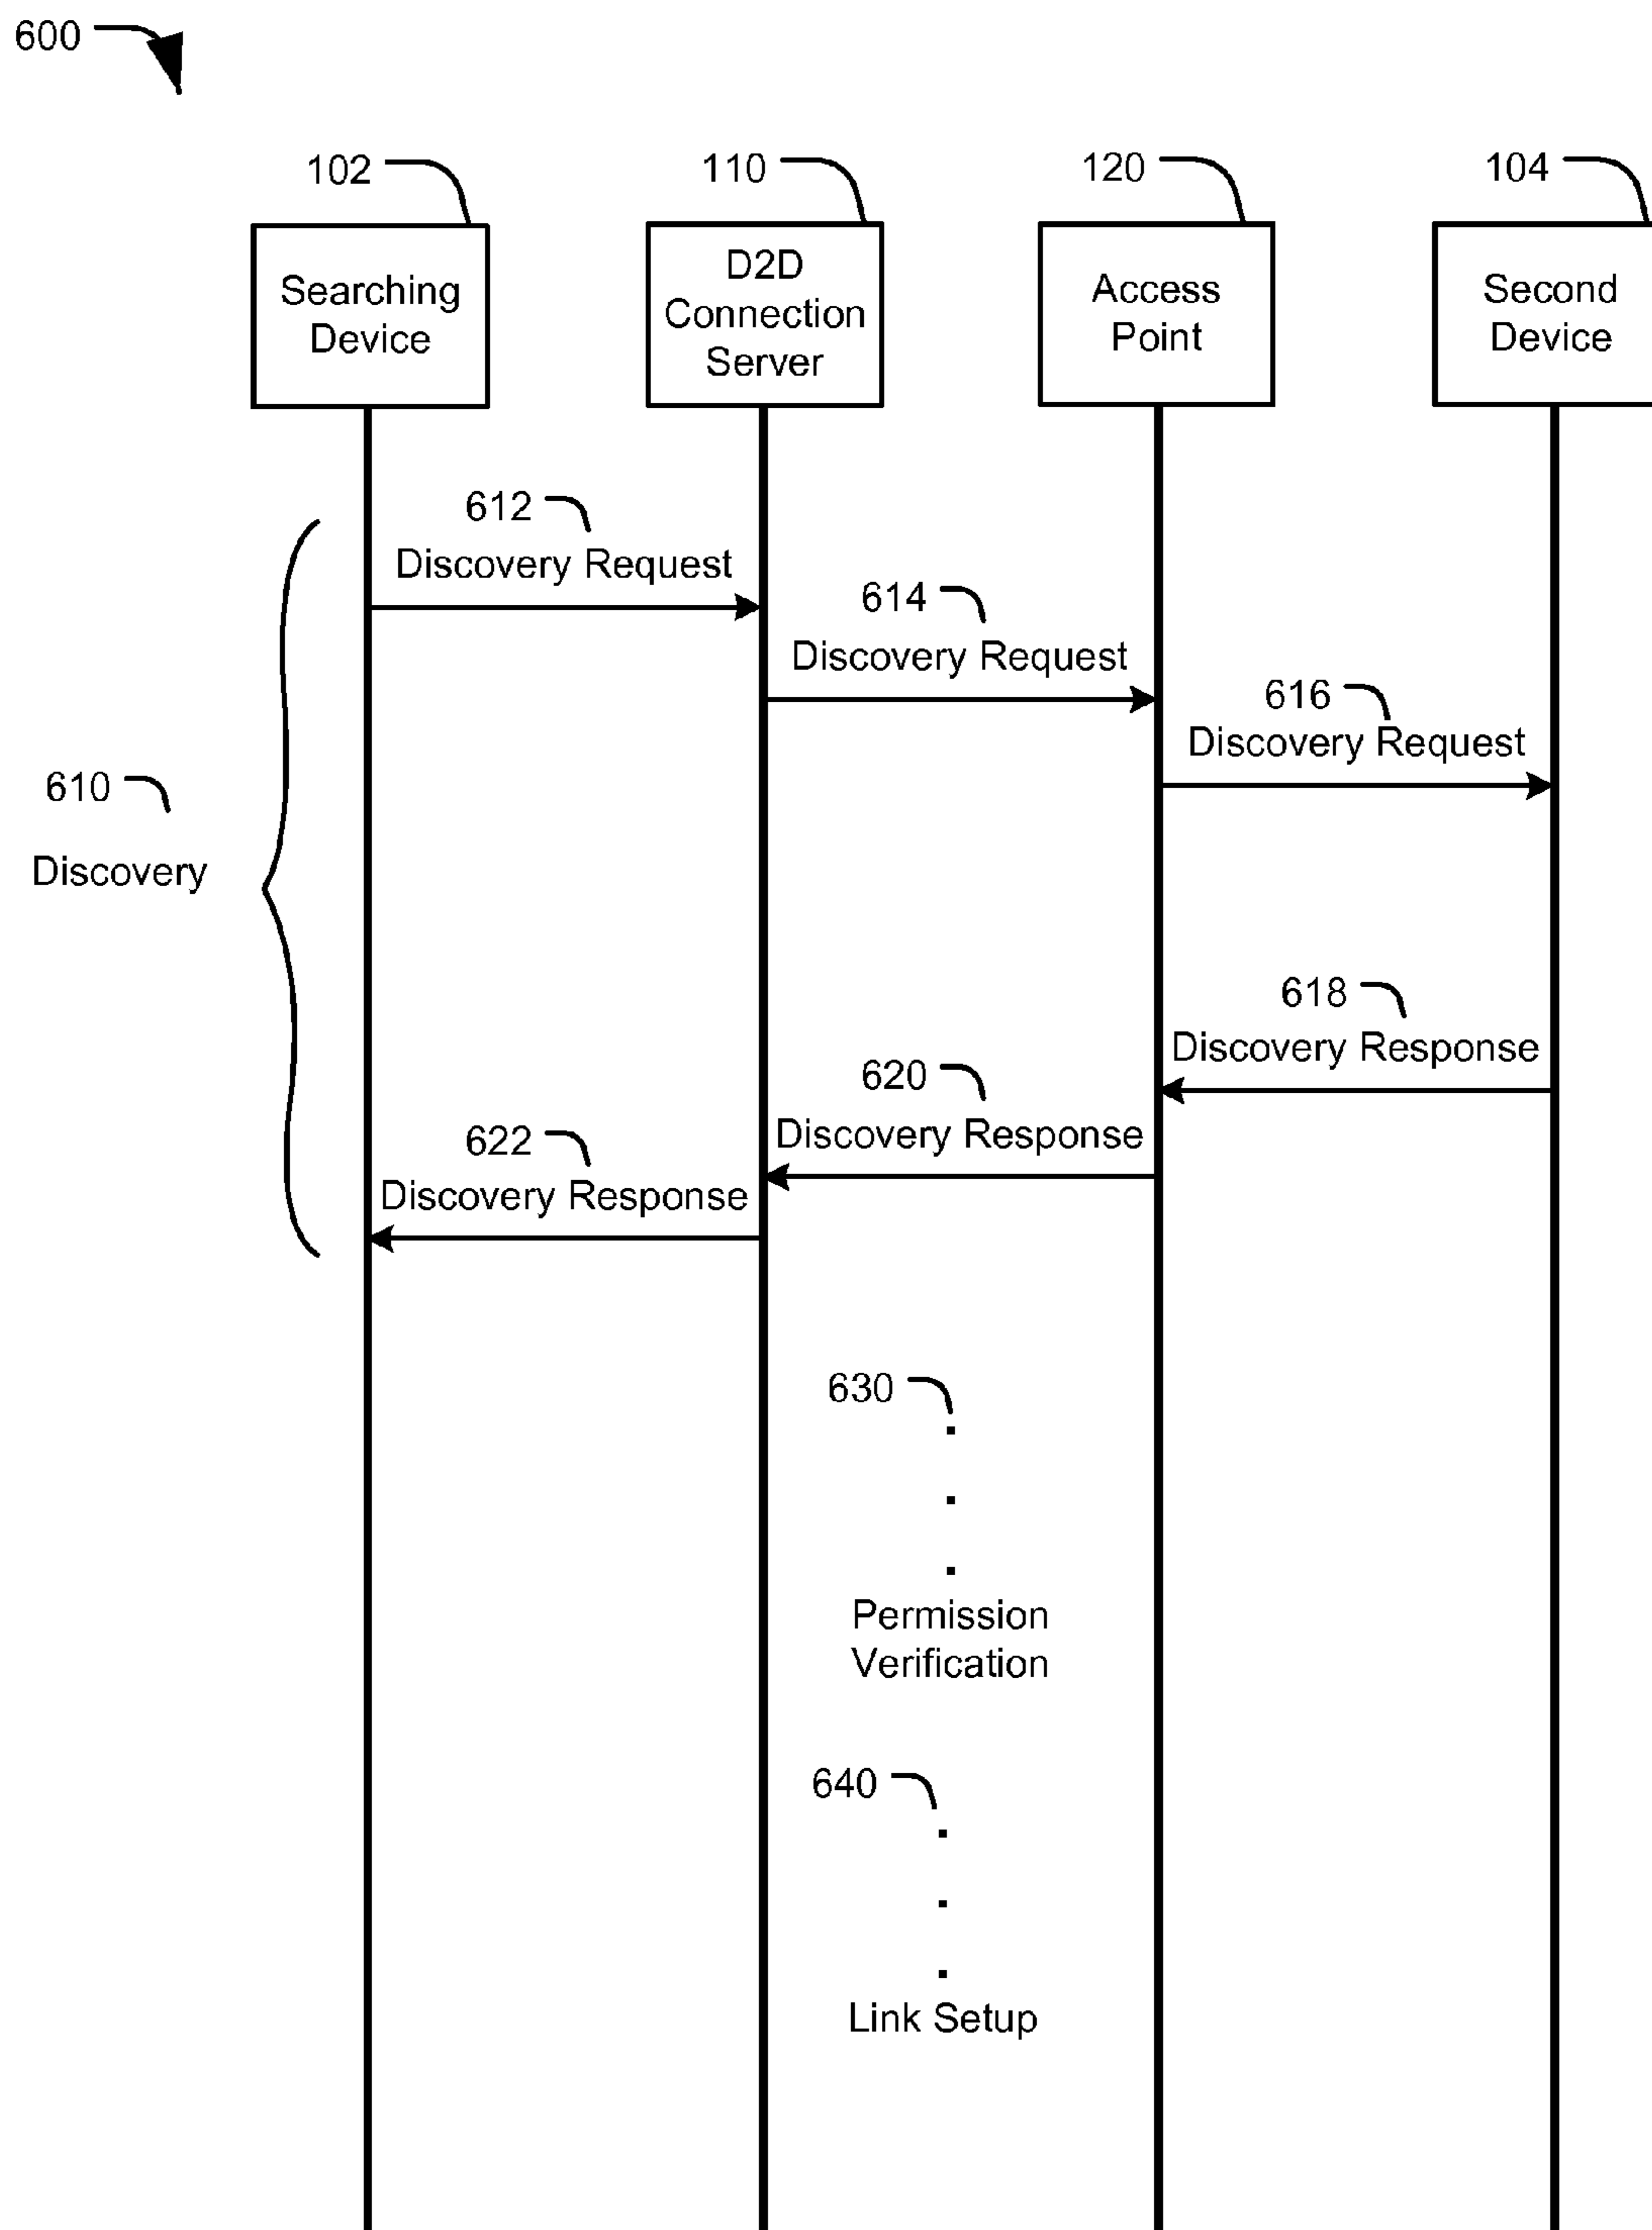 600
102
110
120
104
Searching
Device
D2D
Connection
Server
Access
Point
Second
Device
612
Discovery Request
614
Discovery Request
616
Discovery Request
610
Discovery
618
Discovery Response
620
Discovery Response
622
Discovery Response
630
Permission
Verification
640
Link Setup